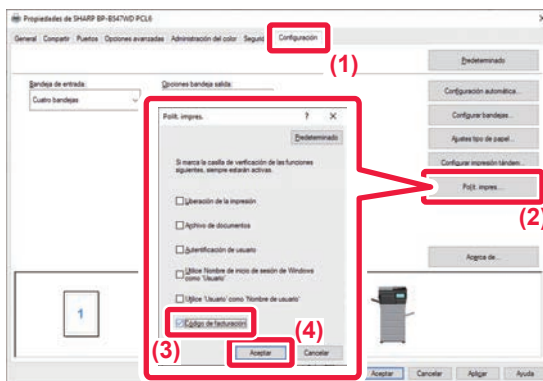 Propiedades de SHARP BP-B547WD PCL6
General Compartir Puertos Opciones avanzadas Administración del color Segurid Configuración
(1)
Predeterminado
Bandeja de entrada:
Opciones bandeja salida:
Cuatro bandejas
Configuración automática...
Configurar bandejas...
Ajustes tipo de papel...
Configurar impresión tándem...
Polít. impres...
(2)
Acerca de...
Polít. impres.
? X
Predeterminado
Si marca la casilla de verificación de las funciones
siguientes, siempre estarán activas.
Liberación de la impresión
Archivo de documentos
Autentificación de usuario
Utilice Nombre de inicio de sesión de Windows
como 'Usuario'
Utilice 'Usuario' como 'Nombre de usuario'
Código de facturación
(3)
(4)
Aceptar Cancelar
1
Aceptar Cancelar Aplicar Ayuda